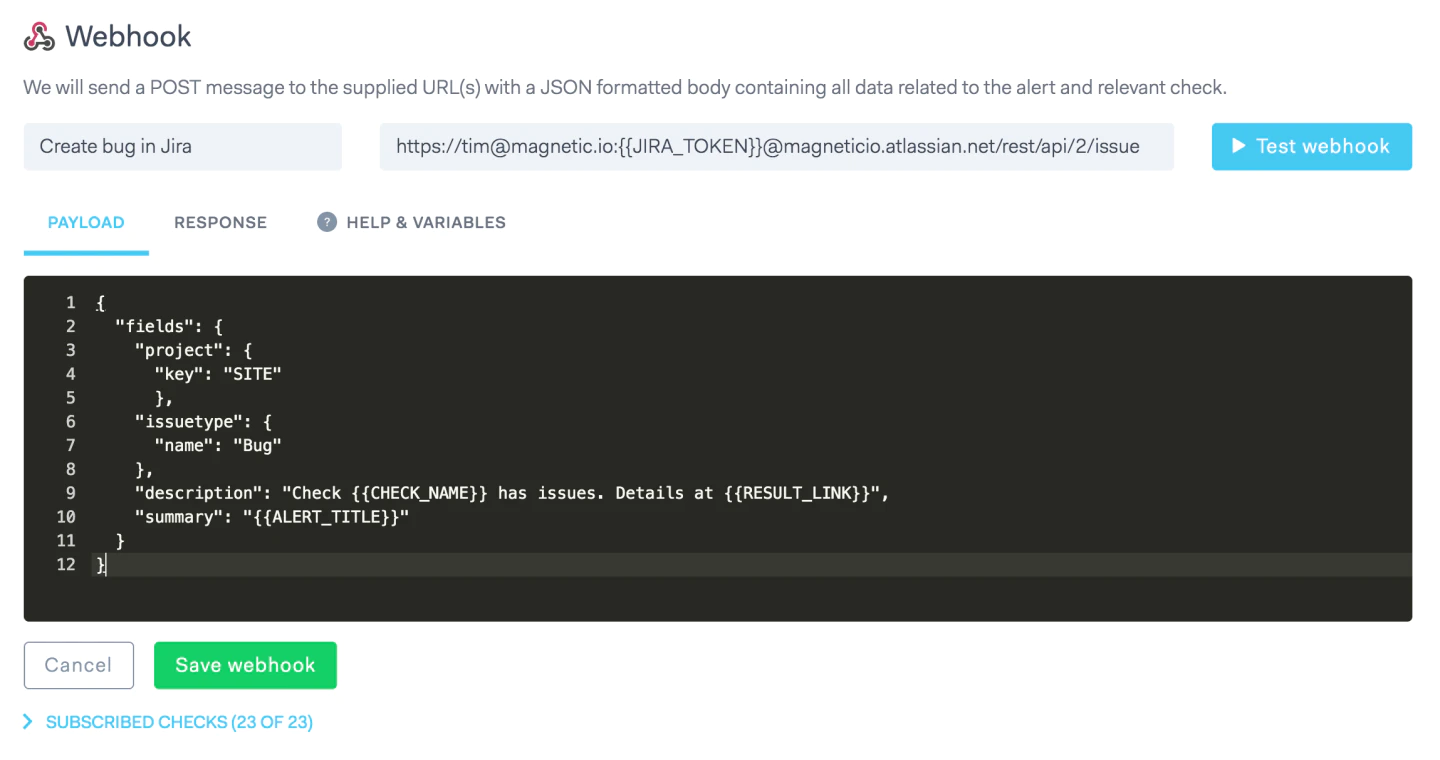 Webhook
We will send a POST message to the supplied URL(s) with a JSON formatted body containing all data related to the alert and relevant check.
Create bug in Jira https://tim@magnetic.io:{{JIRA_TOKEN}}@magneticio.atlassian.net/rest/api/2/issue Test webhook
PAYLOAD RESPONSE ? HELP & VARIABLES
1 {
2 "fields": {
3 "project": {
4 "key": "SITE"
5 },
6 "issuetype": {
7 "name": "Bug"
8 },
9 "description": "Check {{CHECK_NAME}} has issues. Details at {{RESULT_LINK}}",
10 "summary": "{{ALERT_TITLE}}"
11 }
12 }
Cancel Save webhook
SUBSCRIBED CHECKS (23 OF 23)